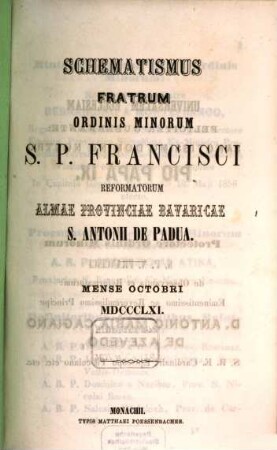 SCHEMATISMUS
FRATRUM
ORDINIS MINORUM
S. P. FRANCISCI
REFORMATORUM
ALMAE PROVINCIAE BAVARICAE
S. ANTONII DE PADUA.
MENSE OCTOBRI
MDCCCLXI.
MONACHII,
TYPIS MATTHAEI POESSENBACHER.